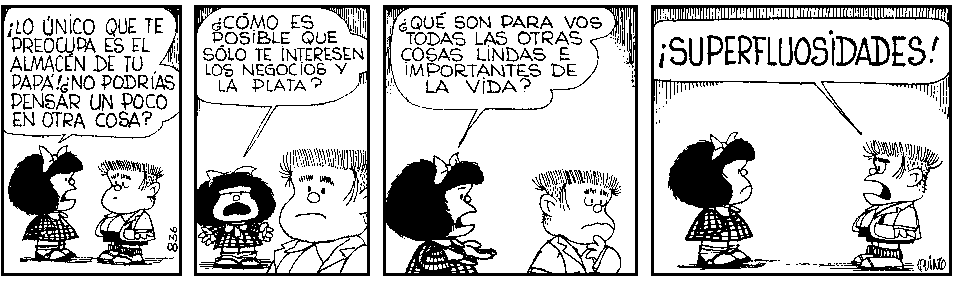 ¡LO ÚNICO QUE TE
PREOCUPA ES EL
ALMACÉN DE TU
PAPÁ! ¿NO PODRÍAS
PENSAR UN POCO
EN OTRA COSA?
¿CÓMO ES
POSIBLE QUE
SÓLO TE INTERESEN
LOS NEGOCIOS Y
LA PLATA?
¿QUÉ SON PARA VOS
TODAS LAS OTRAS
COSAS LINDAS E
IMPORTANTES DE
LA VIDA?
¡SUPERFLUOSIDADES!
836
QUINO